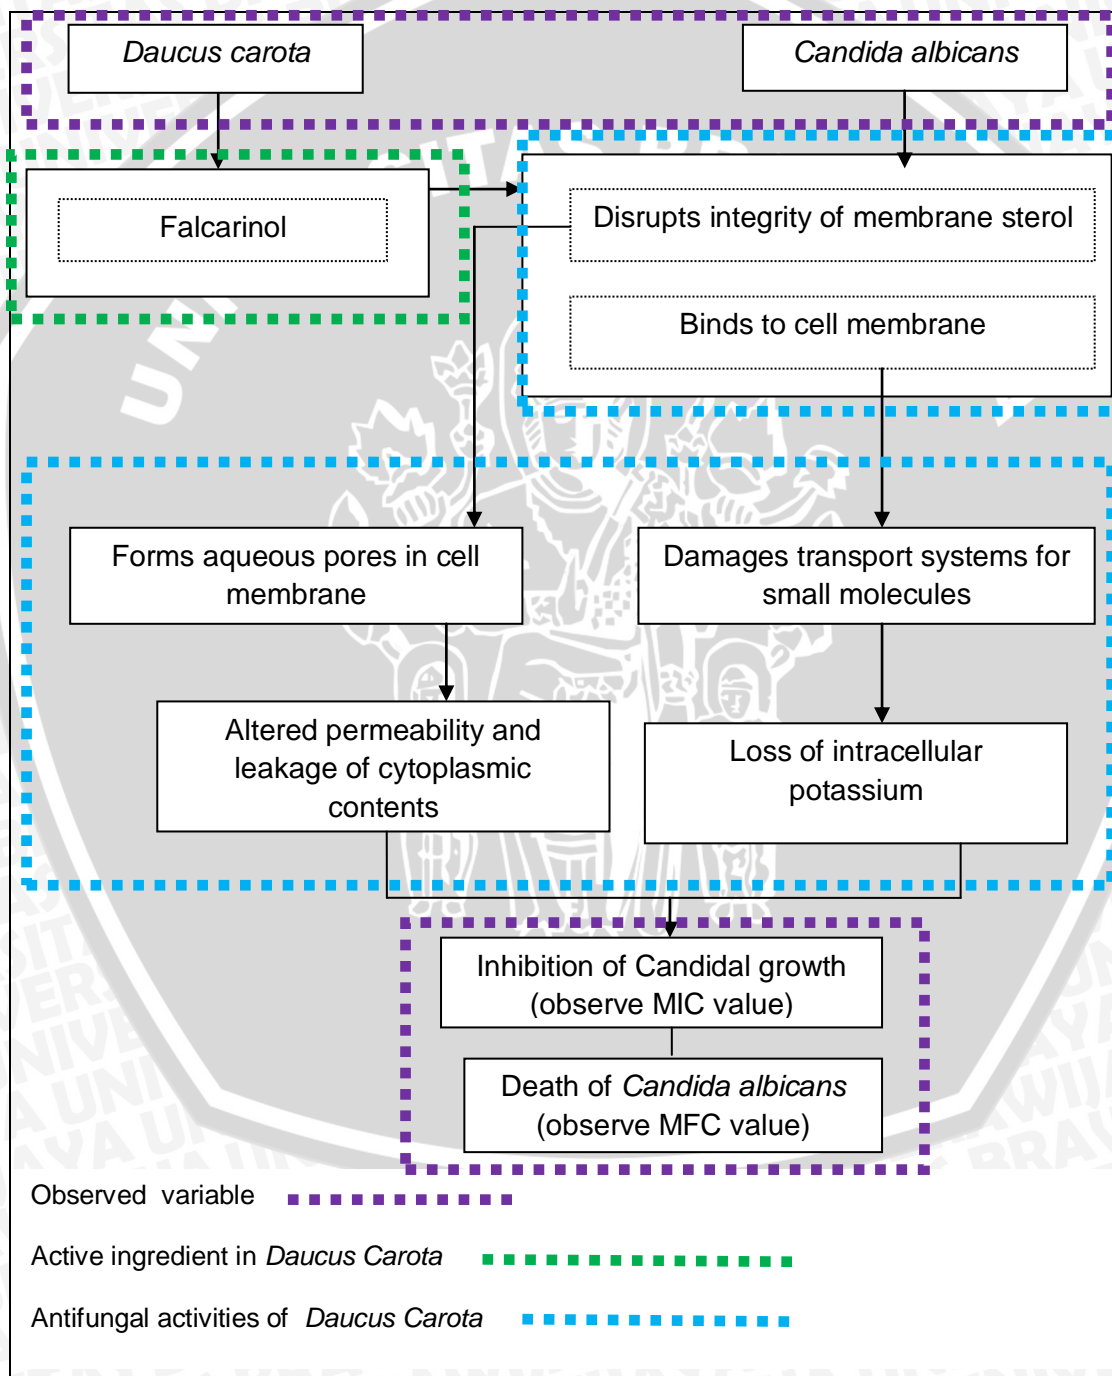 Daucus carota
Candida albicans
Falcarinol
Disrupts integrity of membrane sterol
Binds to cell membrane
Forms aqueous pores in cell
membrane
Damages transport systems for
small molecules
Altered permeability and
leakage of cytoplasmic
contents
Loss of intracellular
potassium
Inhibition of Candidal growth
(observe MIC value)
Death of Candida albicans
(observe MFC value)
Observed variable
Active ingredient in Daucus Carota
Antifungal activities of Daucus Carota